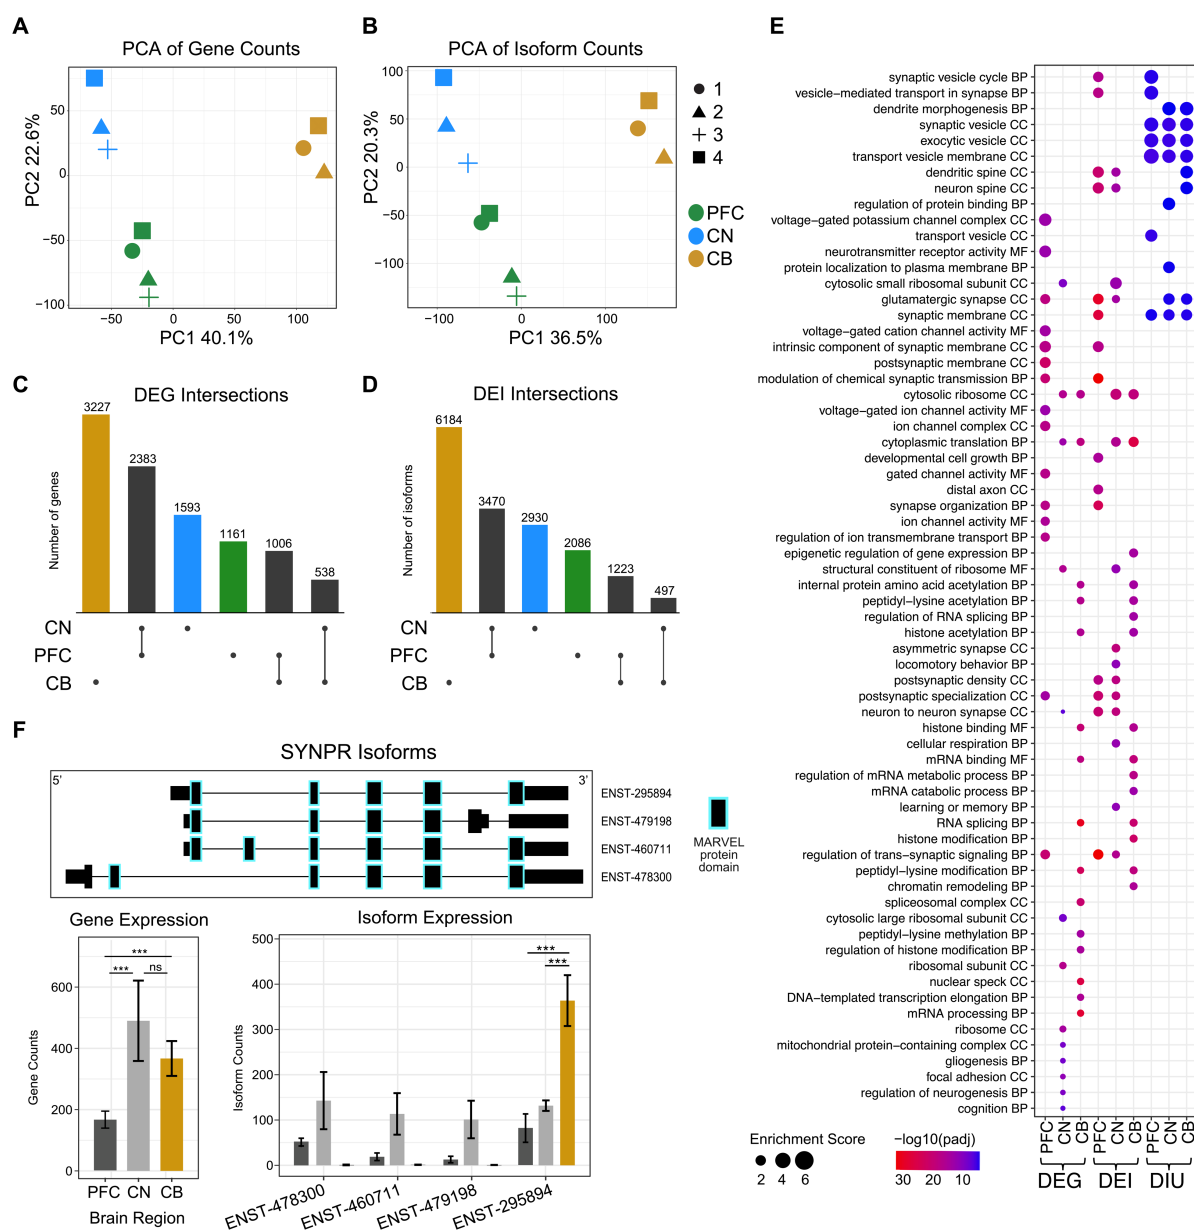 A
PCA of Gene Counts
PC2 22.6%
50
0
−50
−100
−50
0
50
100
PC1 40.1%
B
PCA of Isoform Counts
PC2 20.3%
100
50
0
−50
−100
−100
0
100
PC1 36.5%
1
2
3
4
PFC
CN
CB
C
DEG Intersections
Number of genes
3227
2383
1593
1161
1006
538
CN
PFC
CB
D
DEI Intersections
Number of isoforms
6184
3470
2930
2086
1223
497
CN
PFC
CB
E
synaptic vesicle cycle BP
vesicle−mediated transport in synapse BP
dendrite morphogenesis BP
synaptic vesicle CC
exocytic vesicle CC
transport vesicle membrane CC
dendritic spine CC
neuron spine CC
regulation of protein binding BP
voltage−gated potassium channel complex CC
transport vesicle CC
neurotransmitter receptor activity MF
protein localization to plasma membrane BP
cytosolic small ribosomal subunit CC
glutamatergic synapse CC
synaptic membrane CC
voltage−gated cation channel activity MF
intrinsic component of synaptic membrane CC
postsynaptic membrane CC
modulation of chemical synaptic transmission BP
cytosolic ribosome CC
voltage−gated ion channel activity MF
ion channel complex CC
cytoplasmic translation BP
developmental cell growth BP
gated channel activity MF
distal axon CC
synapse organization BP
ion channel activity MF
regulation of ion transmembrane transport BP
epigenetic regulation of gene expression BP
structural constituent of ribosome MF
internal protein amino acid acetylation BP
peptidyl−lysine acetylation BP
regulation of RNA splicing BP
histone acetylation BP
asymmetric synapse CC
locomotory behavior BP
postsynaptic density CC
postsynaptic specialization CC
neuron to neuron synapse CC
histone binding MF
cellular respiration BP
mRNA binding MF
regulation of mRNA metabolic process BP
mRNA catabolic process BP
learning or memory BP
RNA splicing BP
histone modification BP
regulation of trans−synaptic signaling BP
peptidyl−lysine modification BP
chromatin remodeling BP
spliceosomal complex CC
cytosolic large ribosomal subunit CC
peptidyl−lysine methylation BP
regulation of histone modification BP
ribosomal subunit CC
nuclear speck CC
DNA−templated transcription elongation BP
mRNA processing BP
ribosome CC
mitochondrial protein−containing complex CC
gliogenesis BP
focal adhesion CC
regulation of neurogenesis BP
cognition BP
PFC CN CB PFC CN CB PFC CN CB
DEG DEI DIU
Enrichment Score
2 4 6
−log10(padj)
30 20 10
F
SYNPR Isoforms
5'
3'
ENST-295894
ENST-479198
ENST-460711
ENST-478300
MARVEL
protein
domain
Gene Expression
Gene Counts
600
400
200
0
***
***
ns
PFC CN CB
Brain Region
Isoform Expression
Isoform Counts
500
400
300
200
100
0
***
***
ENST-478300
ENST-460711
ENST-479198
ENST-295894